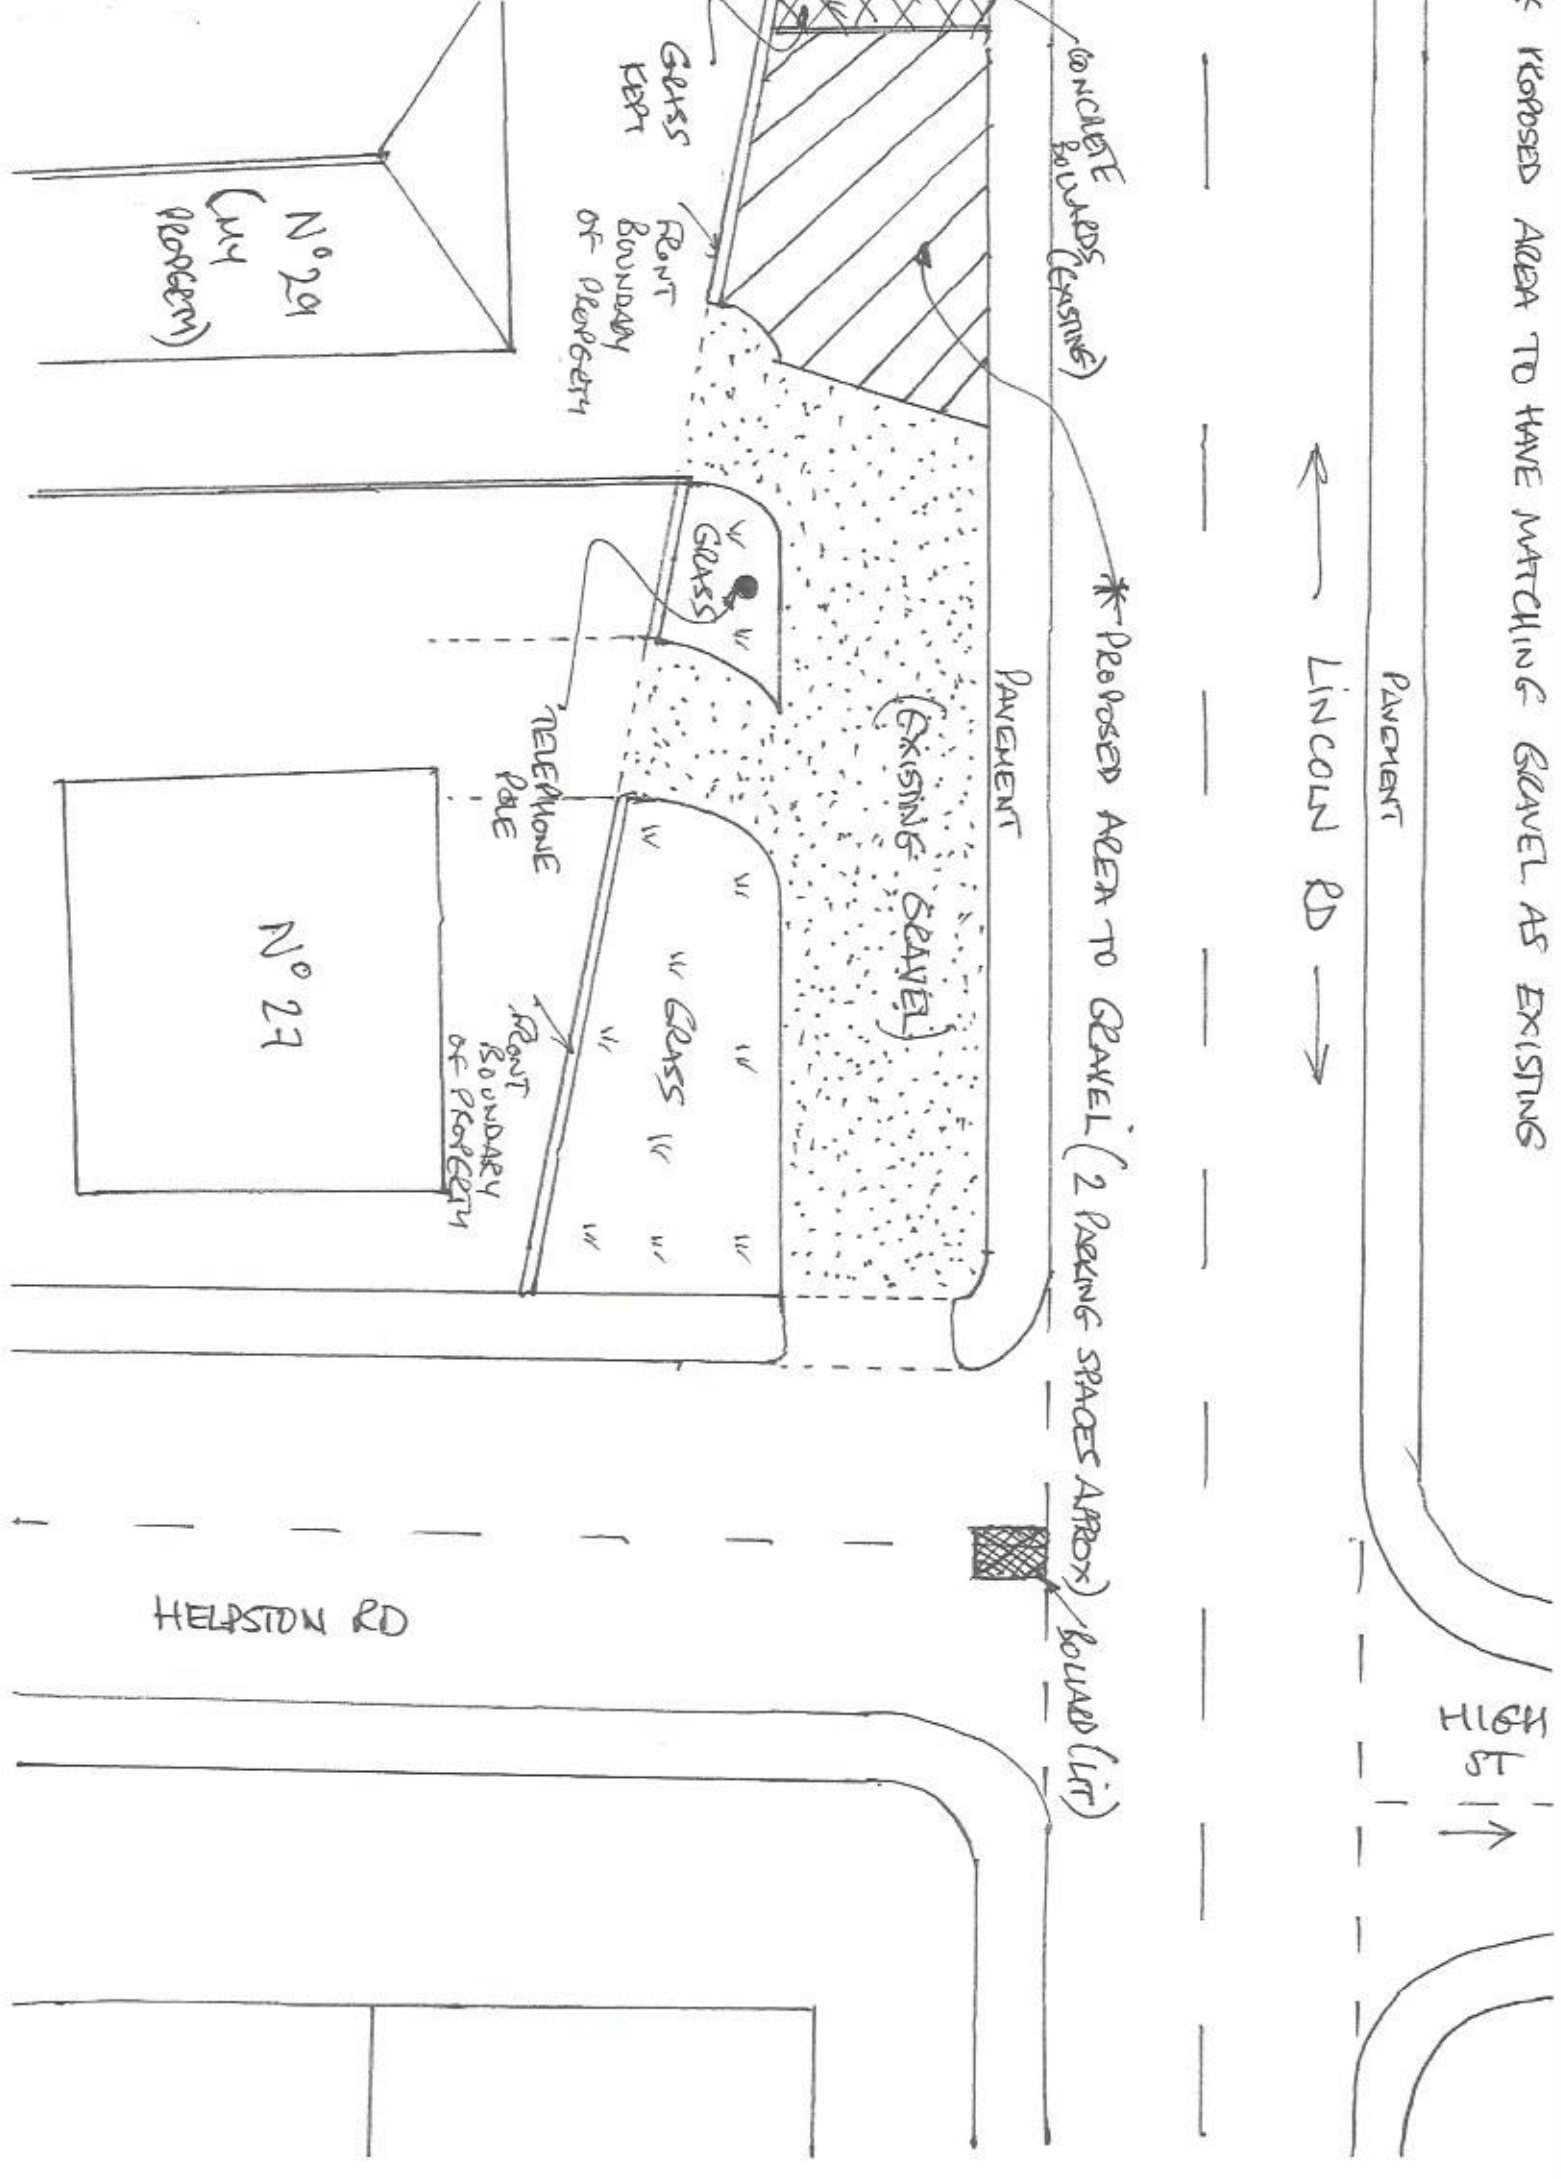 * PROPOSED AREA TO HAVE MATCHING GRAVEL AS EXISTING
HIGH
ST
PAVEMENT
LINCOLN RD
* PROPOSED AREA TO GRAVEL (2 PARKING SPACES APPROX)
CONCRETE
BOLLARDS
(EXISTING)
BOLLARD (LIT)
PAVEMENT
(EXISTING GRAVEL)
GRASS
KEPT
FRONT
BOUNDARY
OF PROPERTY
GRASS
GRASS
TELEPHONE
POLE
FRONT
BOUNDARY
OF PROPERTY
Nº 29
(MY
PROPERTY)
Nº 27
HELPSTON RD